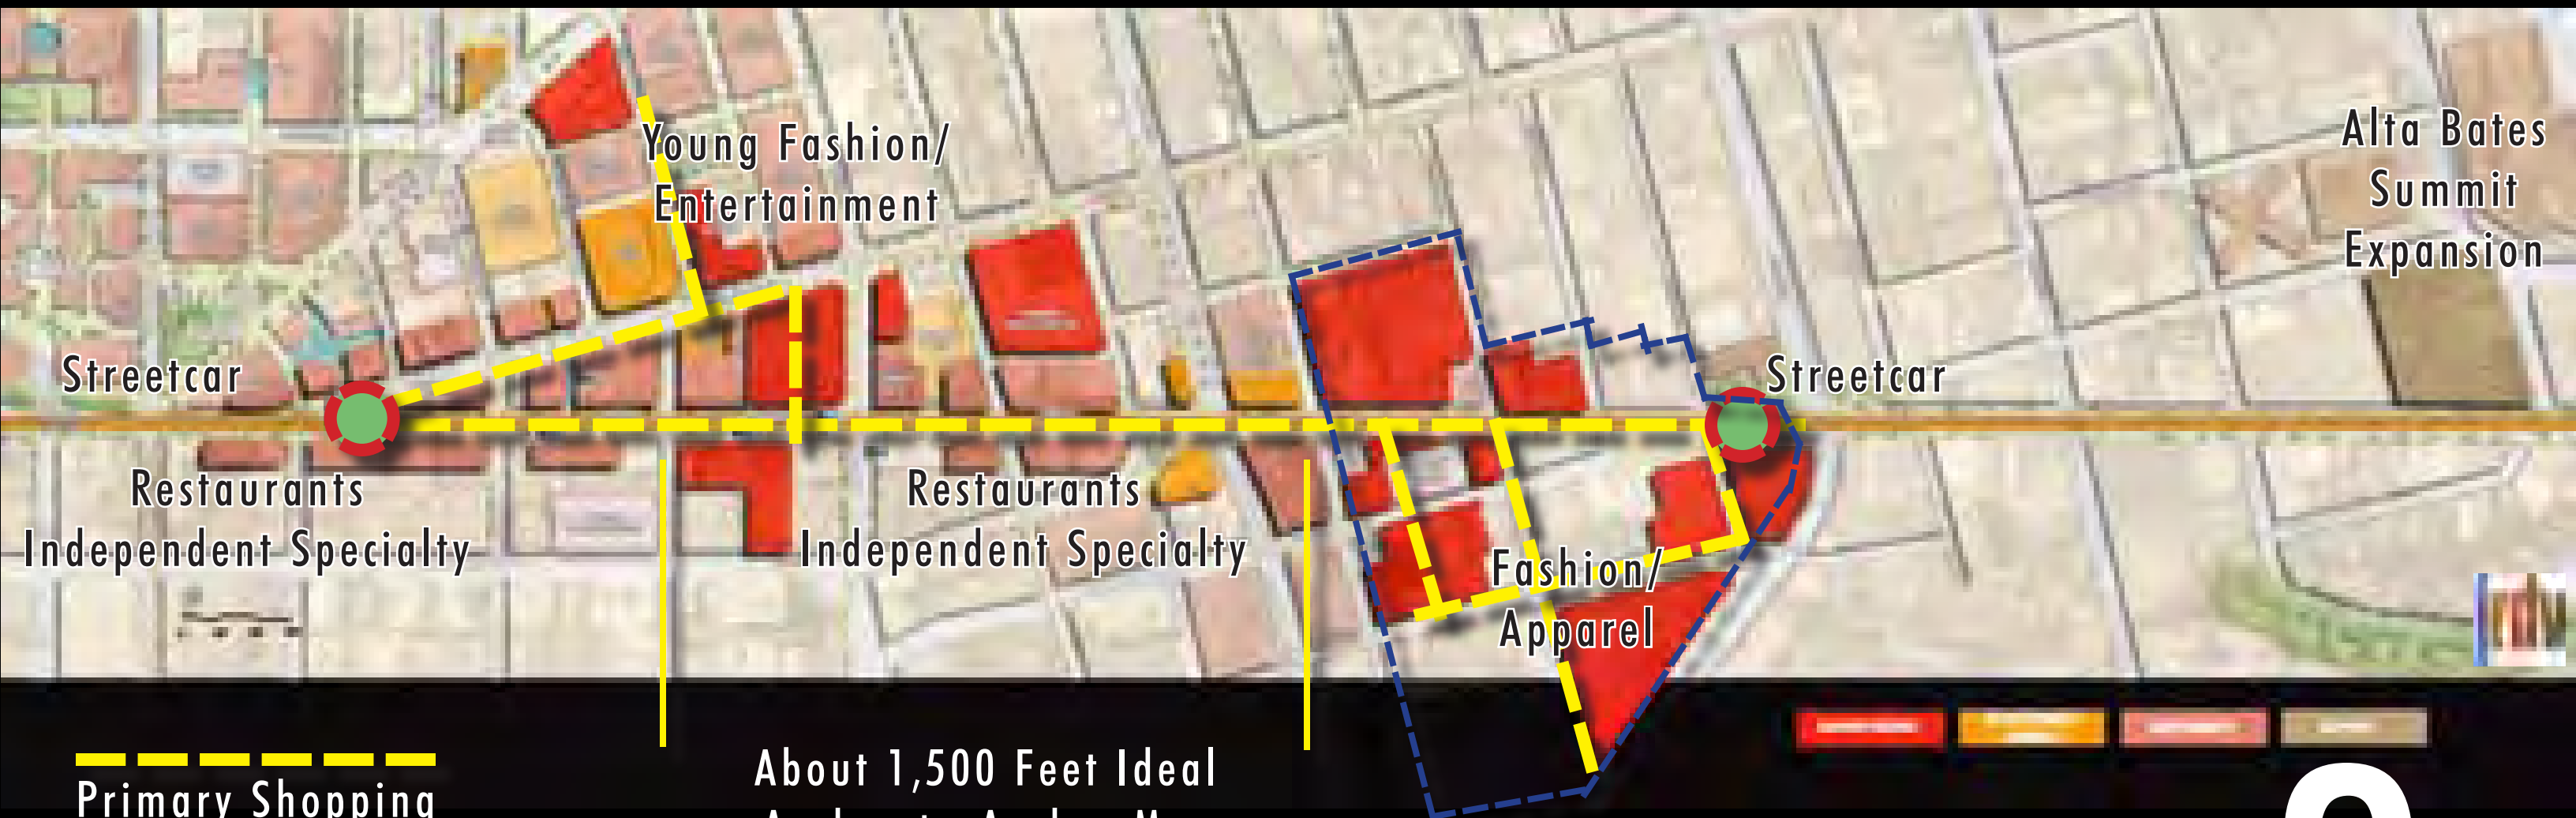 Young Fashion/
Entertainment
Alta Bates
Summit
Expansion
Streetcar
Streetcar
Restaurants
Independent Specialty
Restaurants
Independent Specialty
Fashion/
Apparel
Primary Shopping
About 1,500 Feet Ideal